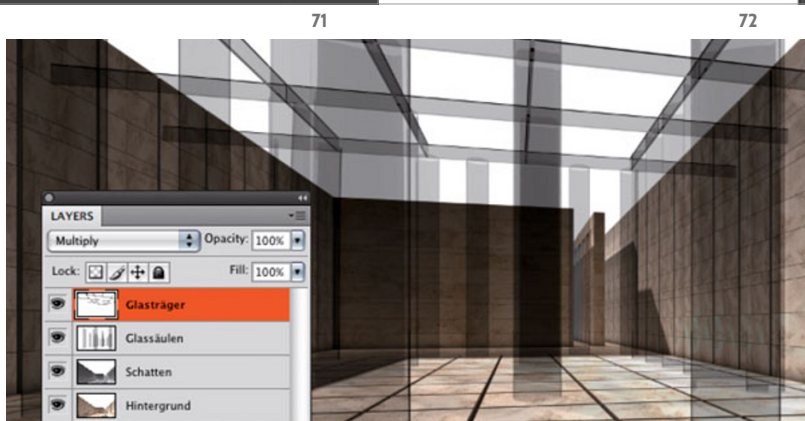 71
72
LAYERS
Multiply Opacity: 100%
Lock: Fill: 100%
Glasträger
Glassäulen
Schatten
Hintergrund